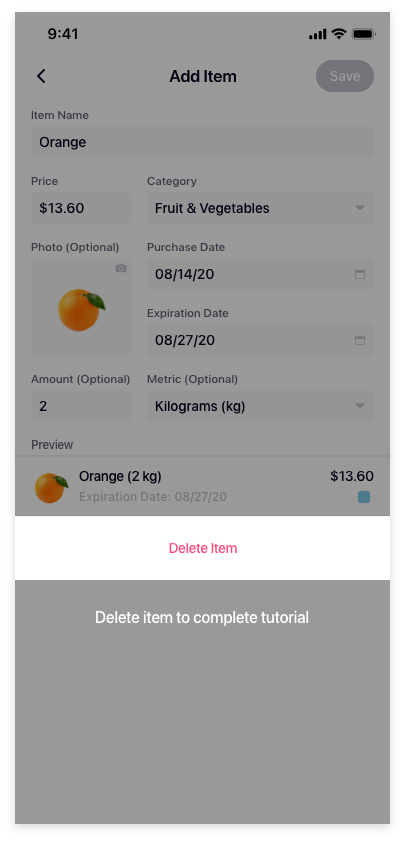 9:41
Add Item
Save
Item Name
Orange
Price
Category
$13.60
Fruit & Vegetables
Photo (Optional)
Purchase Date
08/14/20
Expiration Date
08/27/20
Amount (Optional)
Metric (Optional)
2
Kilograms (kg)
Preview
Orange (2 kg)
$13.60
Expiration Date: 08/27/20
Delete Item
Delete item to complete tutorial